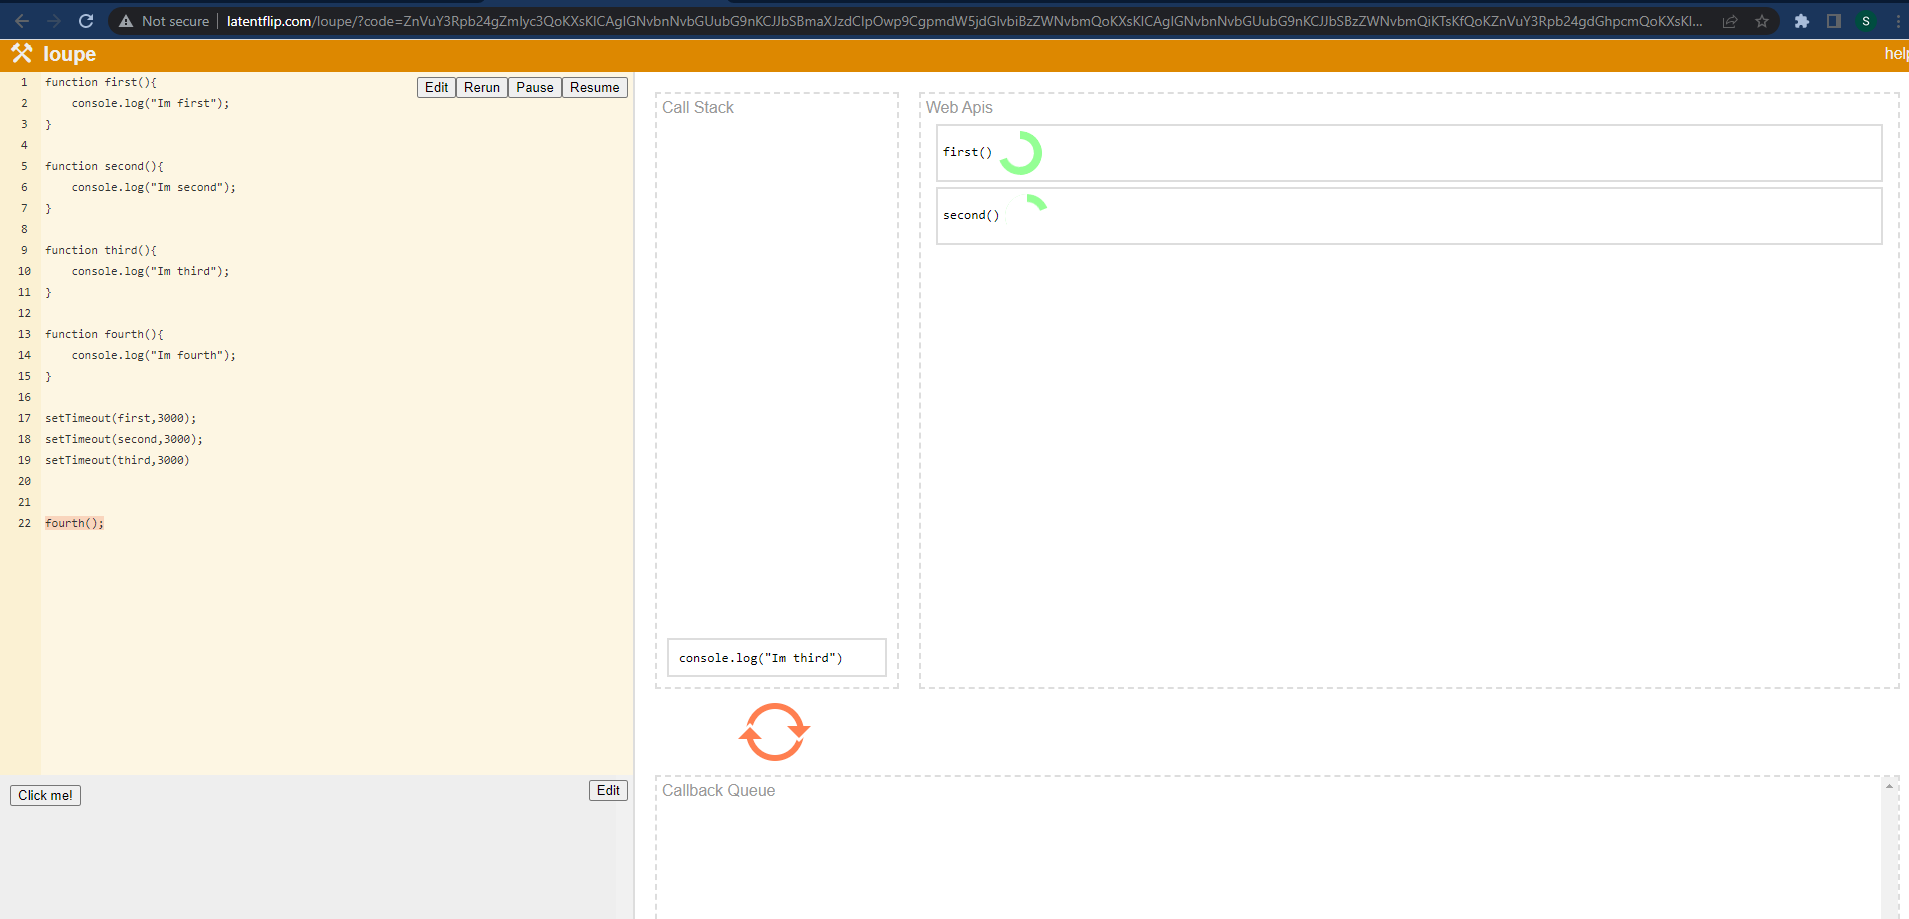 Not secure | latentflip.com/loupe/?code=ZnVuY3Rpb24gZmlyc3QoKXsKICAgIGNvbnNvbGUubG9nKCJJbSBmaXJzdCIpOwp9CgpmdW5jdGlvbiBzZWNvbmQoKXsKICAgIGNvbnNvbGUubG9nKCJJbSBzZWNvbmQiKTsKfQoKZnVuY3Rpb24gdGhpcmQoKXsKI...
S
loupe
help
Edit Rerun Pause Resume
1 function first(){
2 console.log("Im first");
3 }
4
5 function second(){
6 console.log("Im second");
7 }
8
9 function third(){
10 console.log("Im third");
11 }
12
13 function fourth(){
14 console.log("Im fourth");
15 }
16
17 setTimeout(first,3000);
18 setTimeout(second,3000);
19 setTimeout(third,3000)
20
21
22 fourth();
Click me!
Edit
Call Stack
console.log("Im third")
Web Apis
first()
second()
Callback Queue